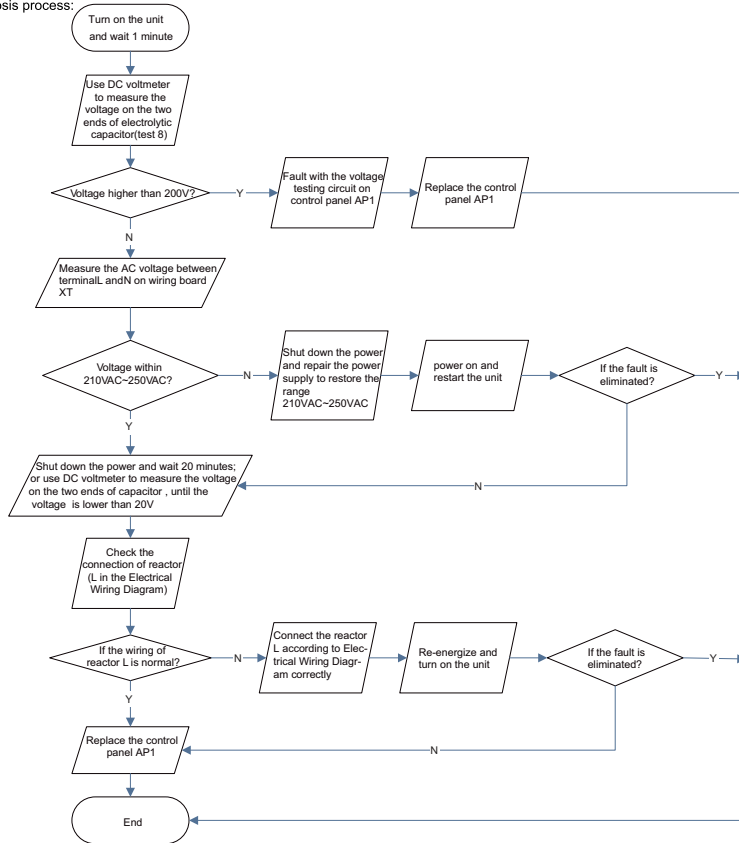 osis process:
Turn on the unit
and wait 1 minute
Use DC voltmeter
to measure the
voltage on the two
ends of electrolytic
capacitor(test 8)
Voltage higher than 200V?
Y
Fault with the voltage
testing circuit on
control panel AP1
Replace the control
panel AP1
N
Measure the AC voltage between
terminalL andN on wiring board
XT
Voltage within
210VAC~250VAC?
N
Shut down the power
and repair the power
supply to restore the
range
210VAC~250VAC
power on and
restart the unit
If the fault is
eliminated?
Y
Y
Shut down the power and wait 20 minutes;
or use DC voltmeter to measure the voltage
on the two ends of capacitor , until the
voltage is lower than 20V
N
Check the
connection of reactor
(L in the Electrical
Wiring Diagram)
If the wiring of
reactor L is normal?
N
Connect the reactor
L according to Elec-
trical Wiring Diagr-
am correctly
Re-energize and
turn on the unit
If the fault is
eliminated?
Y
Y
Replace the control
panel AP1
N
End